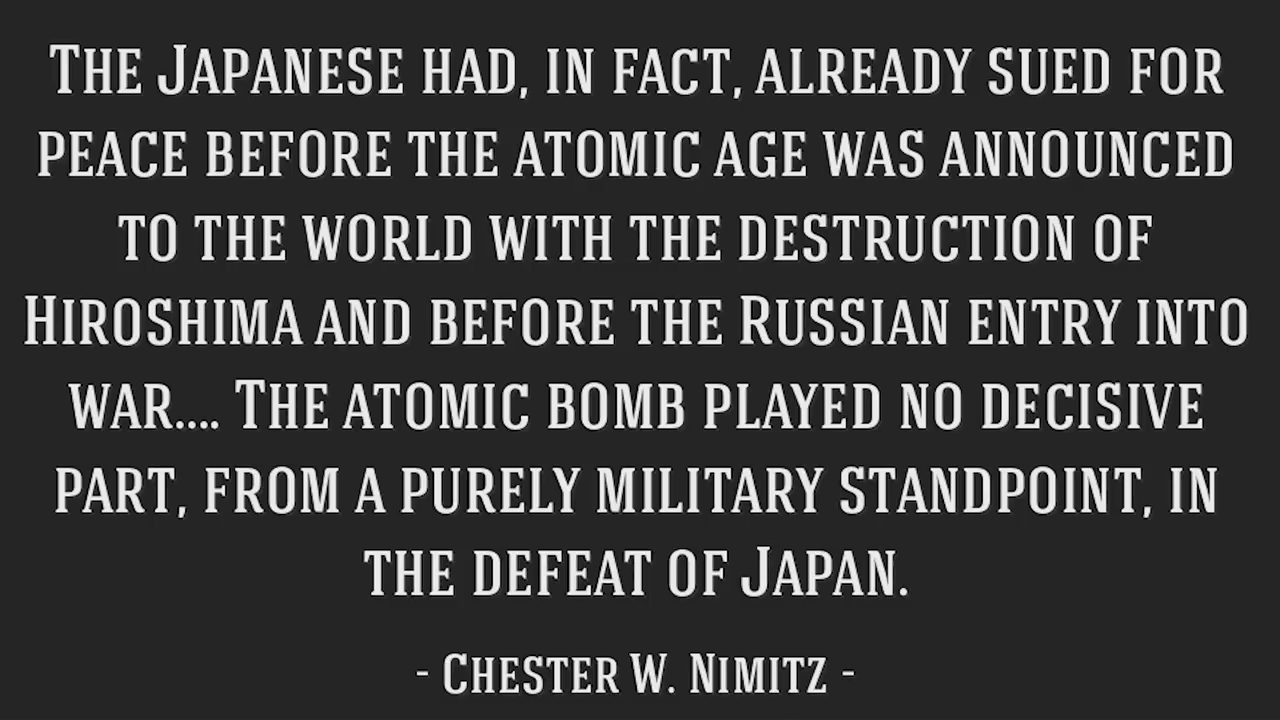 The Japanese had, in fact, already sued for
peace before the atomic age was announced
to the world with the destruction of
Hiroshima and before the Russian entry into
war.... The atomic bomb played no decisive
part, from a purely military standpoint, in
the defeat of Japan.
- Chester W. Nimitz -